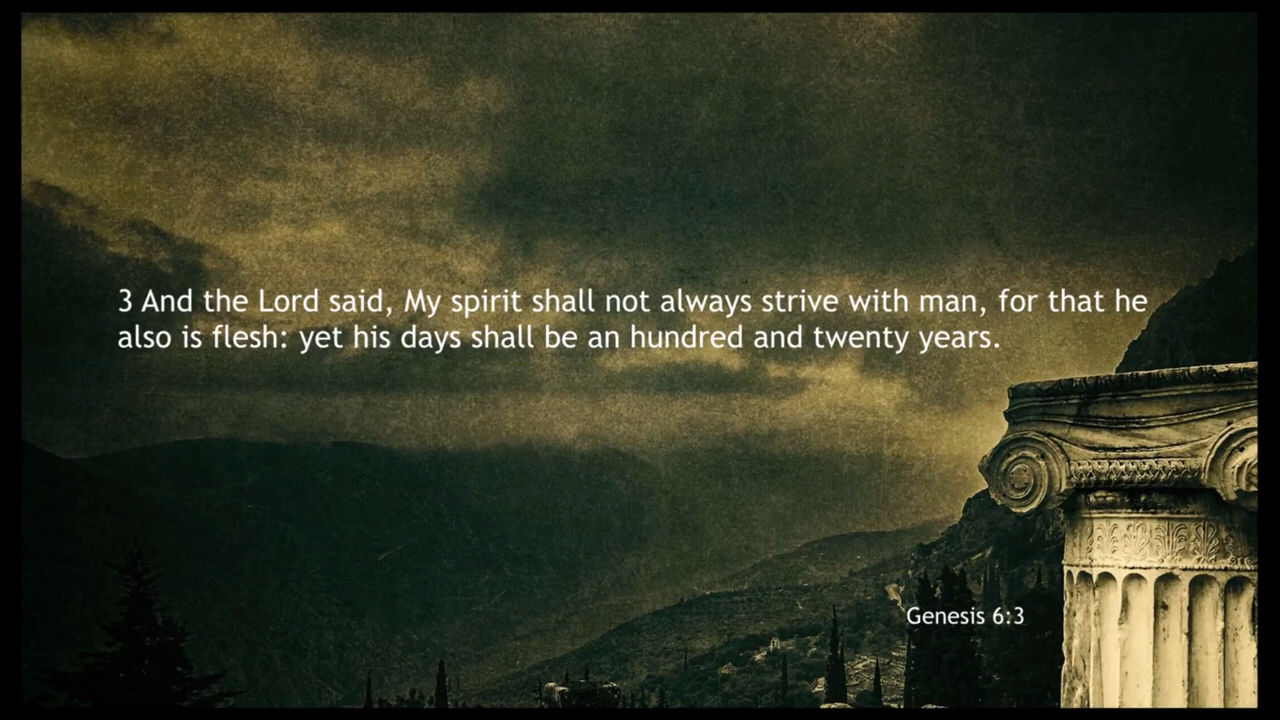 3 And the Lord said, My spirit shall not always strive with man, for that he
also is flesh: yet his days shall be an hundred and twenty years.
Genesis 6:3